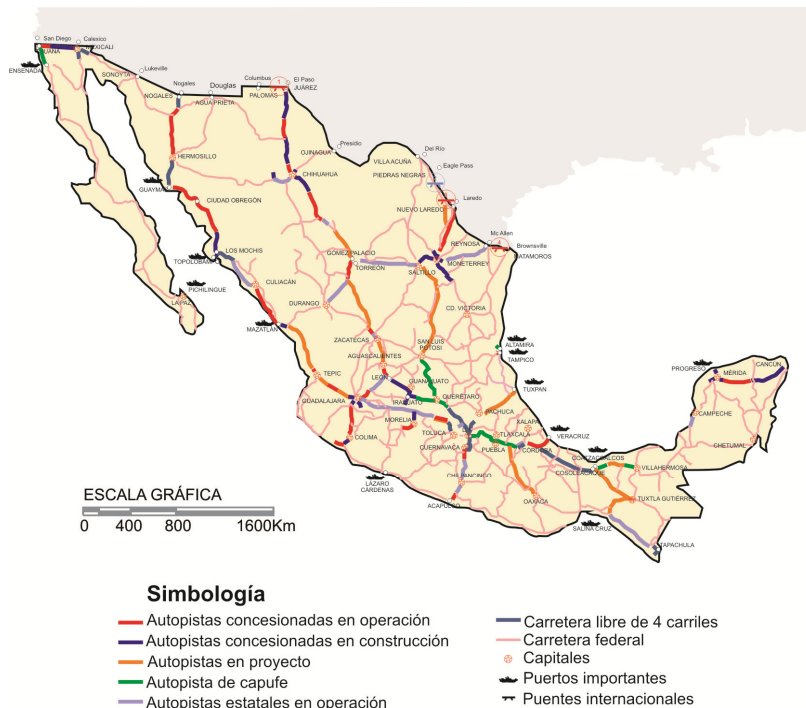 San Diego
Calexico
MEXICALI
ENSENADA
Lukeville
SONOYTA
Nogales
NOGALES
Douglas
AGUA PRIETA
Columbus
PALOMAS
El Paso
JUÁREZ
OJINAGUA
Presidio
Del Río
VILLA ACUÑA
Eagle Pass
PIEDRAS NEGRAS
HERMOSILLO
CHIHUAHUA
GUAYMAS
CIUDAD OBREGÓN
Laredo
NUEVO LAREDO
Mc Allen
REYNOSA
Brownsville
MATAMOROS
LOS MOCHIS
TOPOLOBAMPO
GOMEZ PALACIO
TORREÓN
SALTILLO
MONETERREY
CULIACÁN
PICHILINGUE
LA PAZ
DURANGO
CD. VICTORIA
MAZATLÁN
ZACATECAS
SAN LUIS
POTOSI
ALTAMIRA
TAMPICO
AGUASCALIENTES
TEPIC
LEÓN
GUANAJUATO
QUERÉTARO
TUXPAN
PROGRESO
MÉRIDA
CANCÚN
GUADALAJARA
IRAPUATO
PACHUCA
MORELIA
TOLUCA
TLAXCALA
XALAPA
VERACRUZ
CAMPECHE
COLIMA
CUERNAVACA
PUEBLA
CÓRDOBA
COATZACOALCOS
COSOLEACAQUE
VILLAHERMOSA
CHETUMAL
CHILPANCINGO
LÁZARO
CÁRDENAS
ACAPULCO
OAXACA
TUXTLA GUTIÉRREZ
SALINA CRUZ
TAPACHULA
ESCALA GRÁFICA
0 400 800 1600Km
Simbología
Autopistas concesionadas en operación
Autopistas concesionadas en construcción
Autopistas en proyecto
Autopista de capufe
Autopistas estatales en operación
Carretera libre de 4 carriles
Carretera federal
Capitales
Puertos importantes
Puentes internacionales